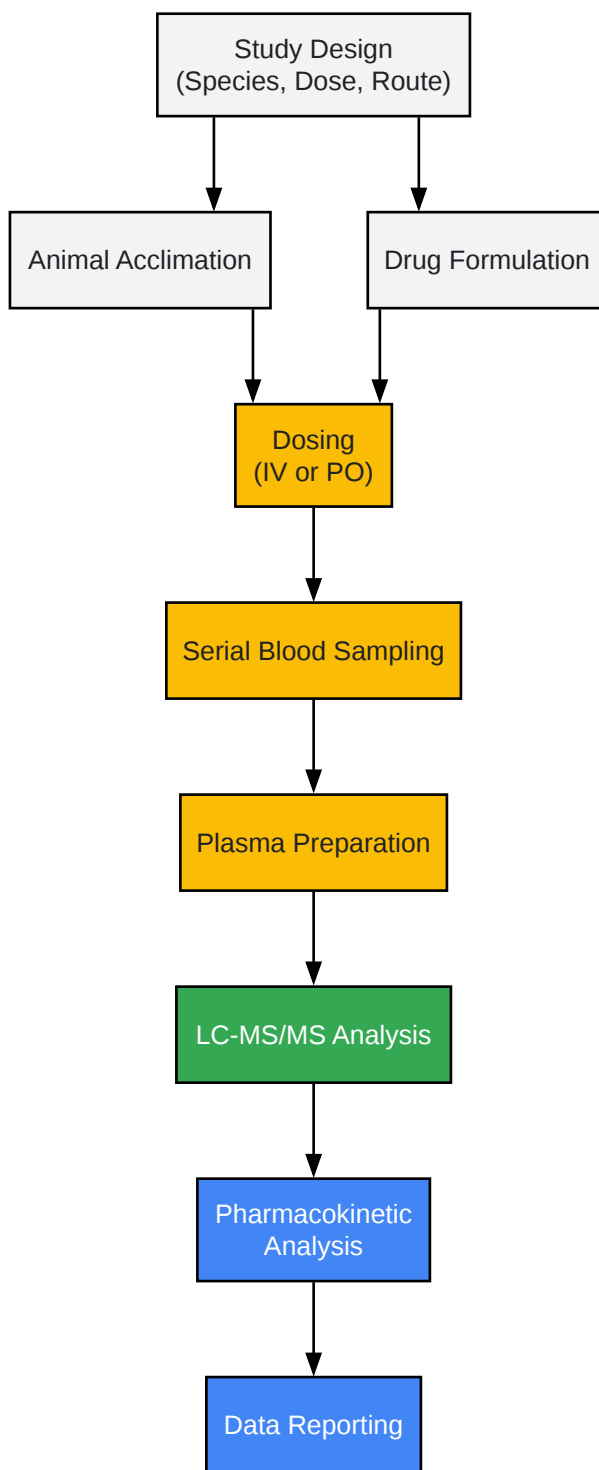 Study Design
(Species, Dose, Route)
Animal Acclimation
Drug Formulation
Dosing
(IV or PO)
Serial Blood Sampling
Plasma Preparation
LC-MS/MS Analysis
Pharmacokinetic
Analysis
Data Reporting